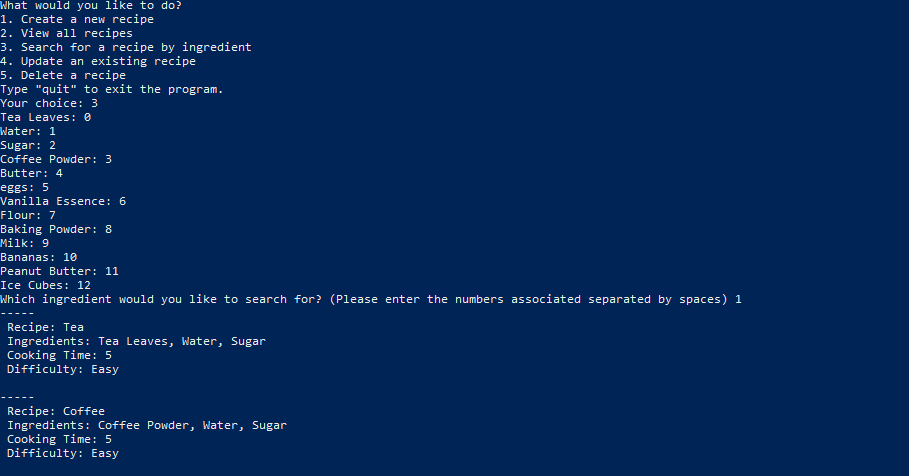 What would you like to do?
1. Create a new recipe
2. View all recipes
3. Search for a recipe by ingredient
4. Update an existing recipe
5. Delete a recipe
Type "quit" to exit the program.
Your choice: 3
Tea Leaves: 0
Water: 1
Sugar: 2
Coffee Powder: 3
Butter: 4
eggs: 5
Vanilla Essence: 6
Flour: 7
Baking Powder: 8
Milk: 9
Bananas: 10
Peanut Butter: 11
Ice Cubes: 12
Which ingredient would you like to search for? (Please enter the numbers associated separated by spaces) 1
-----
Recipe: Tea
Ingredients: Tea Leaves, Water, Sugar
Cooking Time: 5
Difficulty: Easy
-----
Recipe: Coffee
Ingredients: Coffee Powder, Water, Sugar
Cooking Time: 5
Difficulty: Easy